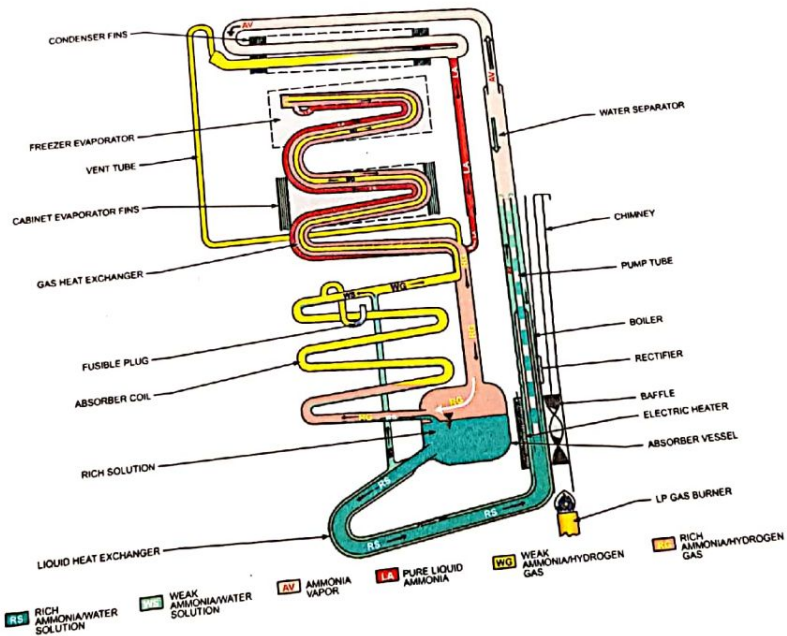 AV
CONDENSER FINS
LA
AV
WATER SEPARATOR
FREEZER EVAPORATOR
VENT TUBE
LA
CABINET EVAPORATOR FINS
CHIMNEY
GAS HEAT EXCHANGER
PUMP TUBE
WS
WG
BOILER
FUSIBLE PLUG
RG
RECTIFIER
ABSORBER COIL
BAFFLE
ELECTRIC HEATER
RG
RG
ABSORBER VESSEL
RICH SOLUTION
RS
LP GAS BURNER
RS
RS
LIQUID HEAT EXCHANGER
RS
RICH
AMMONIA/WATER
SOLUTION
WS
WEAK
AMMONIA/WATER
SOLUTION
AV
AMMONIA
VAPOR
LA
PURE LIQUID
AMMONIA
WG
WEAK
AMMONIA/HYDROGEN
GAS
RG
RICH
AMMONIA/HYDROGEN
GAS